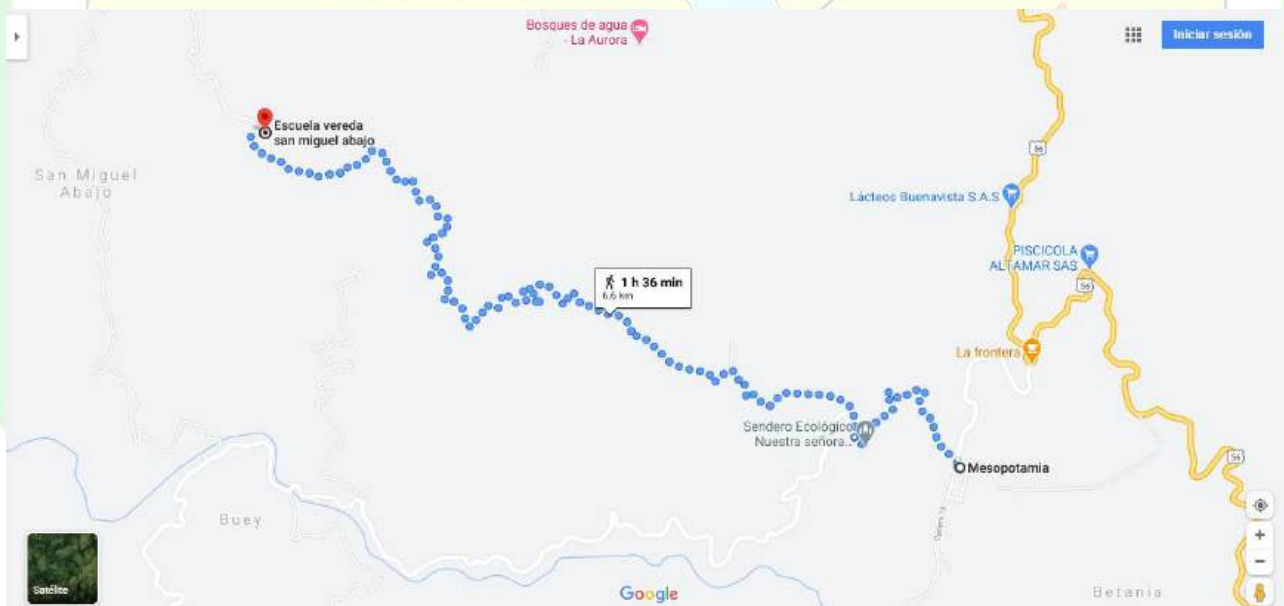 Bosques de agua
- La Aurora
Iniciar sesión
Escuela vereda
san miguel abajo
San Miguel
Abajo
56
Lácteos Buenavista S.A.S
PISCICOLA
ALTAMAR SAS
56
1 h 36 min
6,6 km
La frontera
Sendero Ecológico
Nuestra señora...
Mesopotamia
56
Buey
Satélite
Google
Betania